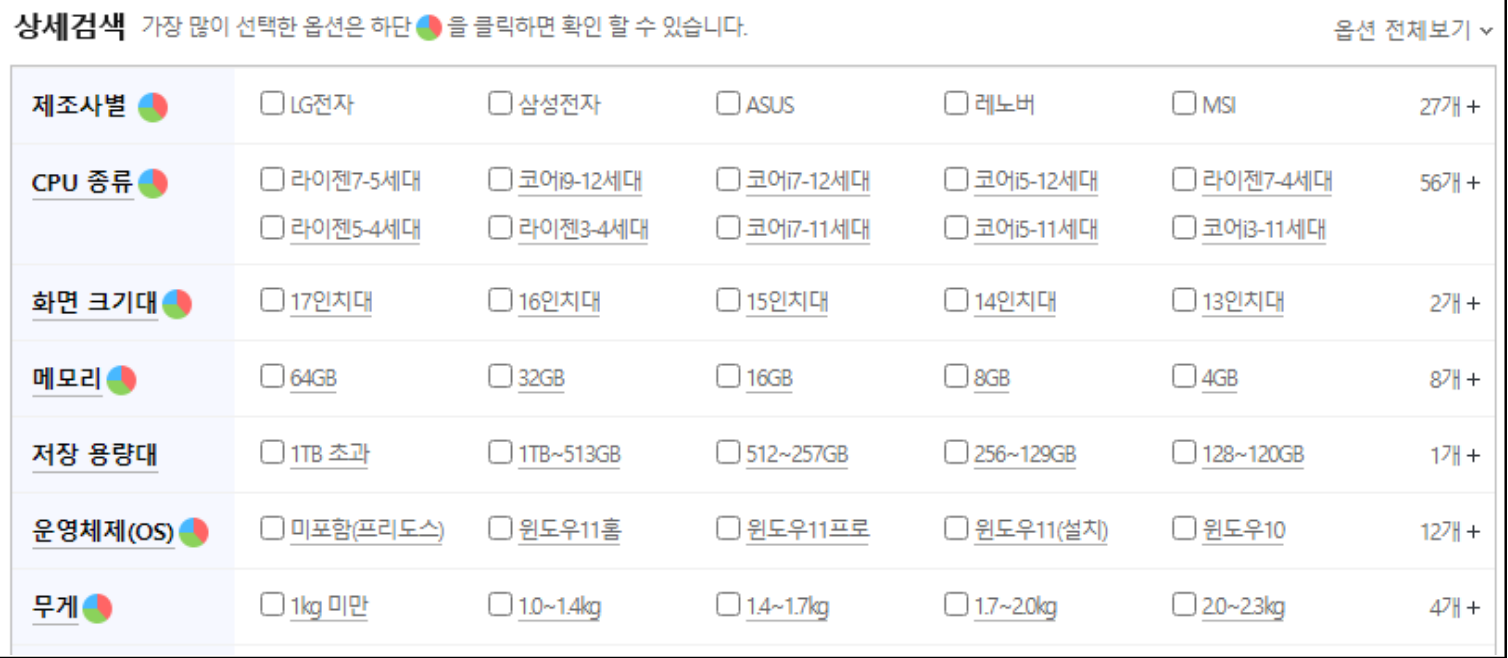 상세검색 가장 많이 선택한 옵션은 하단 을 클릭하면 확인 할 수 있습니다. 옵션 전체보기
제조사별 LG전자 삼성전자 ASUS 레노버 MSI 27개 +
CPU 종류 라이젠7-5세대 코어i9-12세대 코어i7-12세대 코어i5-12세대 라이젠7-4세대 56개 +
라이젠5-4세대 라이젠3-4세대 코어i7-11세대 코어i5-11세대 코어i3-11세대
화면 크기대 17인치대 16인치대 15인치대 14인치대 13인치대 2개 +
메모리 64GB 32GB 16GB 8GB 4GB 8개 +
저장 용량대 1TB 초과 1TB~513GB 512~257GB 256~129GB 128~120GB 1개 +
운영체제(OS) 미포함(프리도스) 윈도우11홈 윈도우11프로 윈도우11(설치) 윈도우10 12개 +
무게 1kg 미만 1.0~1.4kg 1.4~1.7kg 1.7~2.0kg 2.0~2.3kg 4개 +